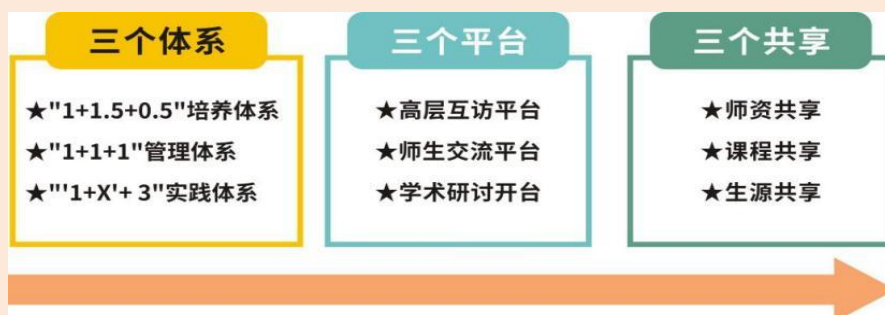 三个体系
★"1+1.5+0.5"培养体系
★"1+1+1"管理体系
★"'1+X'+ 3"实践体系
三个平台
★高层互访平台
★师生交流平台
★学术研讨开台
三个共享
★师资共享
★课程共享
★生源共享